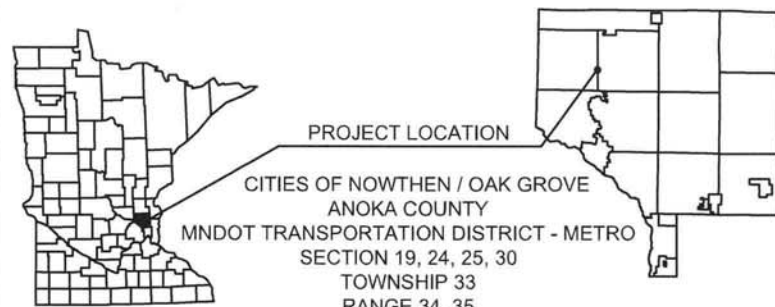 PROJECT LOCATION
CITIES OF NOWTHEN / OAK GROVE
ANOKA COUNTY
MNDOT TRANSPORTATION DISTRICT - METRO
SECTION 19, 24, 25, 30
TOWNSHIP 33
RANGE 34, 35